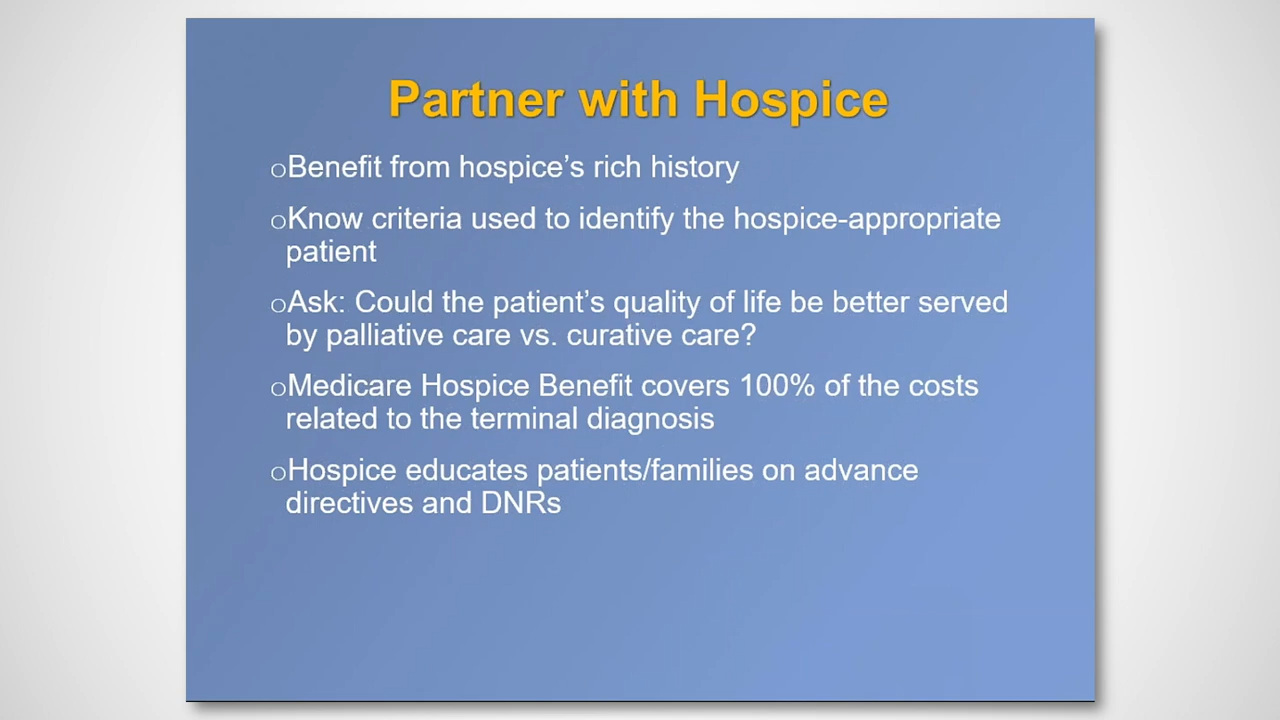 Partner with Hospice
oBenefit from hospice’s rich history
oKnow criteria used to identify the hospice-appropriate
patient
oAsk: Could the patient’s quality of life be better served
by palliative care vs. curative care?
oMedicare Hospice Benefit covers 100% of the costs
related to the terminal diagnosis
oHospice educates patients/families on advance
directives and DNRs